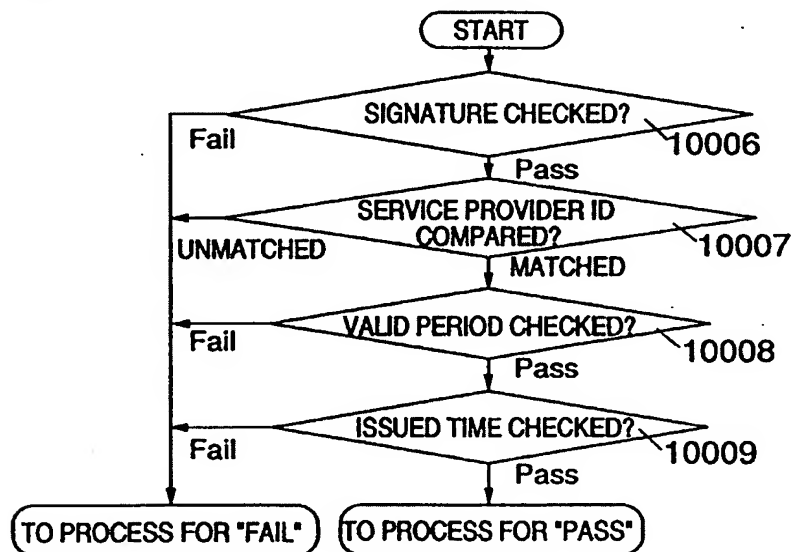 START
SIGNATURE CHECKED?
10006
Fail
Pass
SERVICE PROVIDER ID
COMPARED?
10007
UNMATCHED
MATCHED
VALID PERIOD CHECKED?
10008
Fail
Pass
ISSUED TIME CHECKED?
10009
Fail
Pass
TO PROCESS FOR "FAIL"
TO PROCESS FOR "PASS"